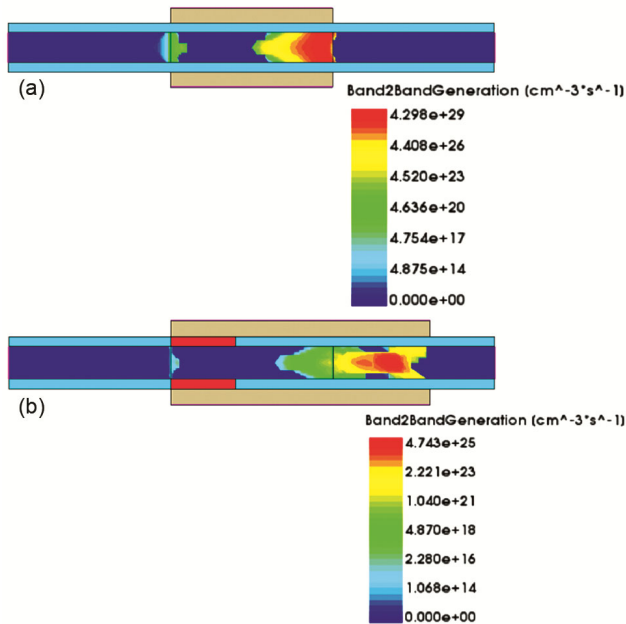 (a)
Band2BandGeneration (cm^-3*s^-1)
4.298e+29
4.408e+26
4.520e+23
4.636e+20
4.754e+17
4.875e+14
0.000e+00
(b)
Band2BandGeneration (cm^-3*s^-1)
4.743e+25
2.221e+23
1.040e+21
4.870e+18
2.280e+16
1.068e+14
0.000e+00